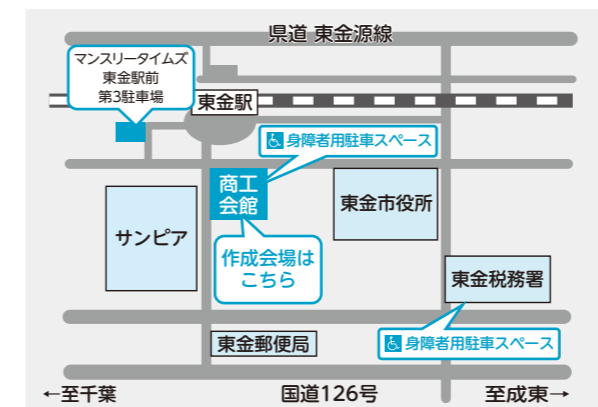 県道 東金源線
マンスリータイムズ
東金駅前
第3駐車場
東金駅
身障者用駐車スペース
商工
会館
東金市役所
サンピア
作成会場は
こちら
東金税務署
東金郵便局
身障者用駐車スペース
←至千葉
国道126号
至成東→